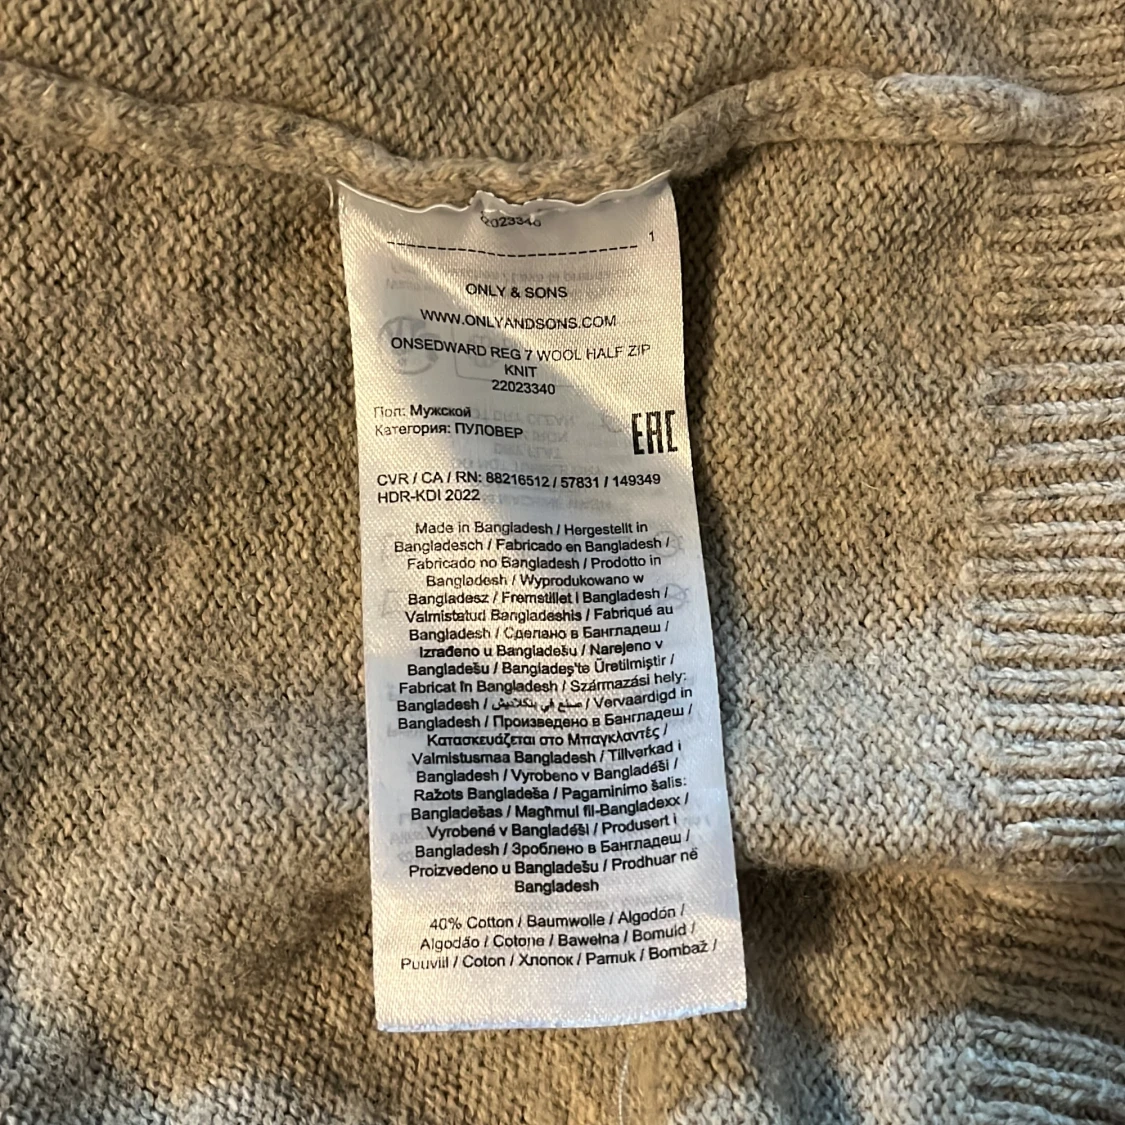 2023340
1
ONLY & SONS
WWW.ONLYANDSONS.COM
ONSEDWARD REG 7 WOOL HALF ZIP
KNIT
22023340
Пол: Мужской
Категория: ПУЛОВЕР
EAC
CVR / CA / RN: 88216512 / 57831 / 149349
HDR-KDI 2022
Made in Bangladesh / Hergestellt in
Bangladesch / Fabricado en Bangladesh /
Fabricado no Bangladesh / Prodotto in
Bangladesh / Wyprodukowano w
Bangladesz / Fremstillet i Bangladesh /
Valmistatud Bangladeshis / Fabriqué au
Bangladesh / Сделано в Бангладеш /
Izrađeno u Bangladešu / Narejeno v
Bangladešu / Bangladeş'te Üretilmiştir /
Fabricat în Bangladesh / Származási hely:
Bangladesh / صنع في بنكلاديش / Vervaardigd in
Bangladesh / Произведено в Бангладеш /
Κατασκευάζεται στο Μπαγκλαντές /
Valmistusmaa Bangladesh / Tillverkad i
Bangladesh / Vyrobeno v Bangladéši /
Ražots Bangladeša / Pagaminimo šalis:
Bangladešas / Magħmul fil-Bangladexx /
Vyrobené v Bangladéši / Produsert i
Bangladesh / Зроблено в Бангладеш /
Proizvedeno u Bangladešu / Prodhuar në
Bangladesh
40% Cotton / Baumwolle / Algodón /
Algodão / Cotone / Bawełna / Bomuld /
Puuvill / Coton / Хлопок / Pamuk / Bombaž /